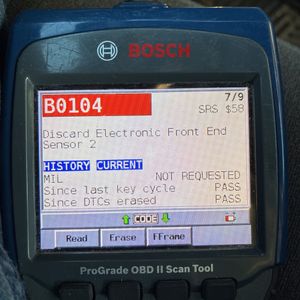 BOSCH
B0104
7/9
SRS $58
Discard Electronic Front End
Sensor 2
HISTORY CURRENT
MIL NOT REQUESTED
Since last key cycle PASS
Since DTCs erased PASS
CODE
Read Erase FFrame
ProGrade OBD II Scan Tool